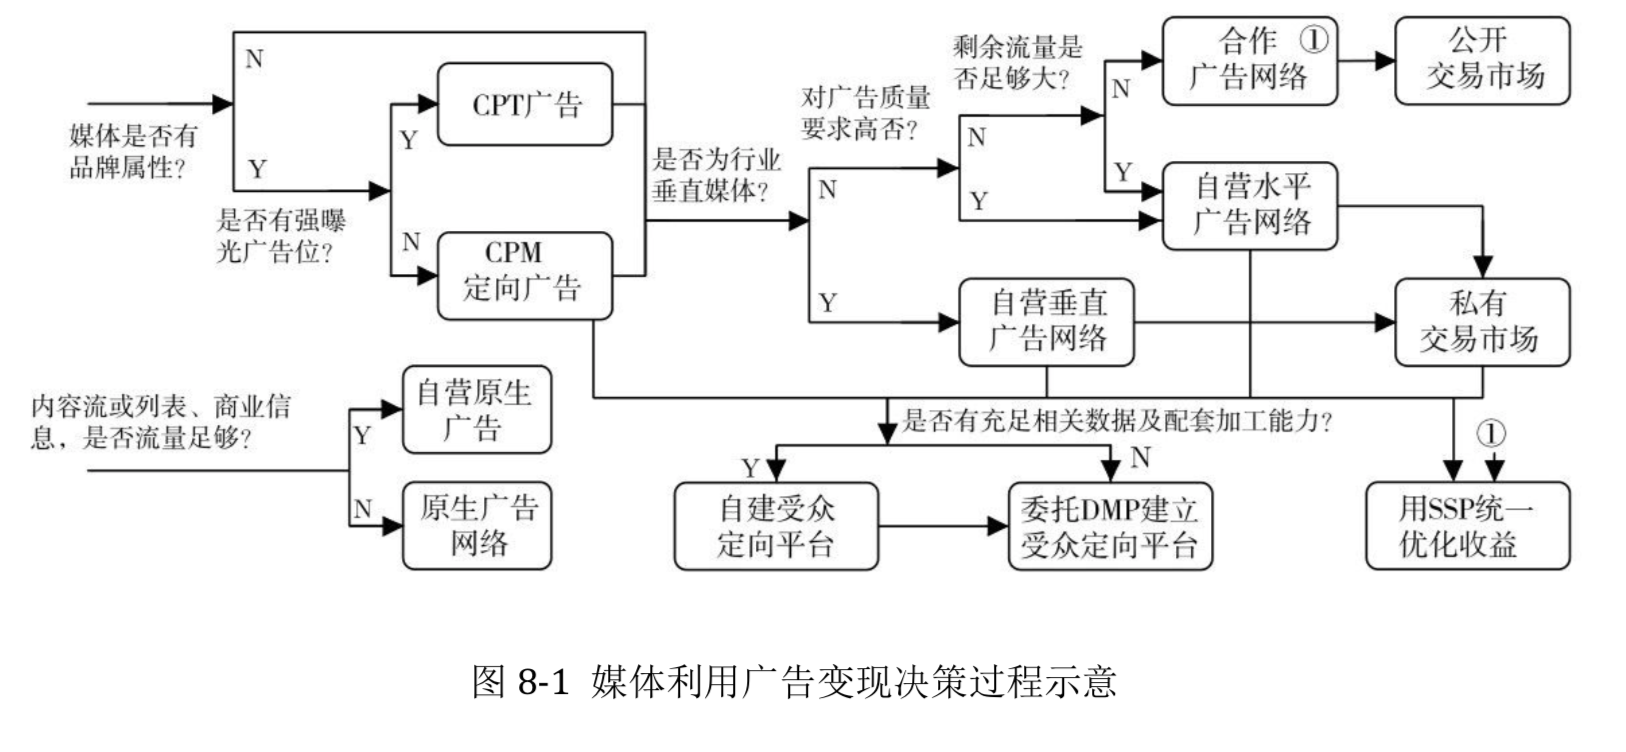 媒体是否有
品牌属性?
N
Y
是否有强曝
光广告位?
Y
N
CPT广告
CPM
定向广告
是否为行业
垂直媒体?
N
Y
对广告质量
要求高否?
N
Y
剩余流量是
否足够大?
N
Y
合作 ①
广告网络
公开
交易市场
自营水平
广告网络
自营垂直
广告网络
私有
交易市场
内容流或列表、商业信
息，是否流量足够?
Y
N
自营原生
广告
原生广告
网络
是否有充足相关数据及配套加工能力?
Y
N
自建受众
定向平台
委托DMP建立
受众定向平台
①
用SSP统一
优化收益
图 8-1 媒体利用广告变现决策过程示意